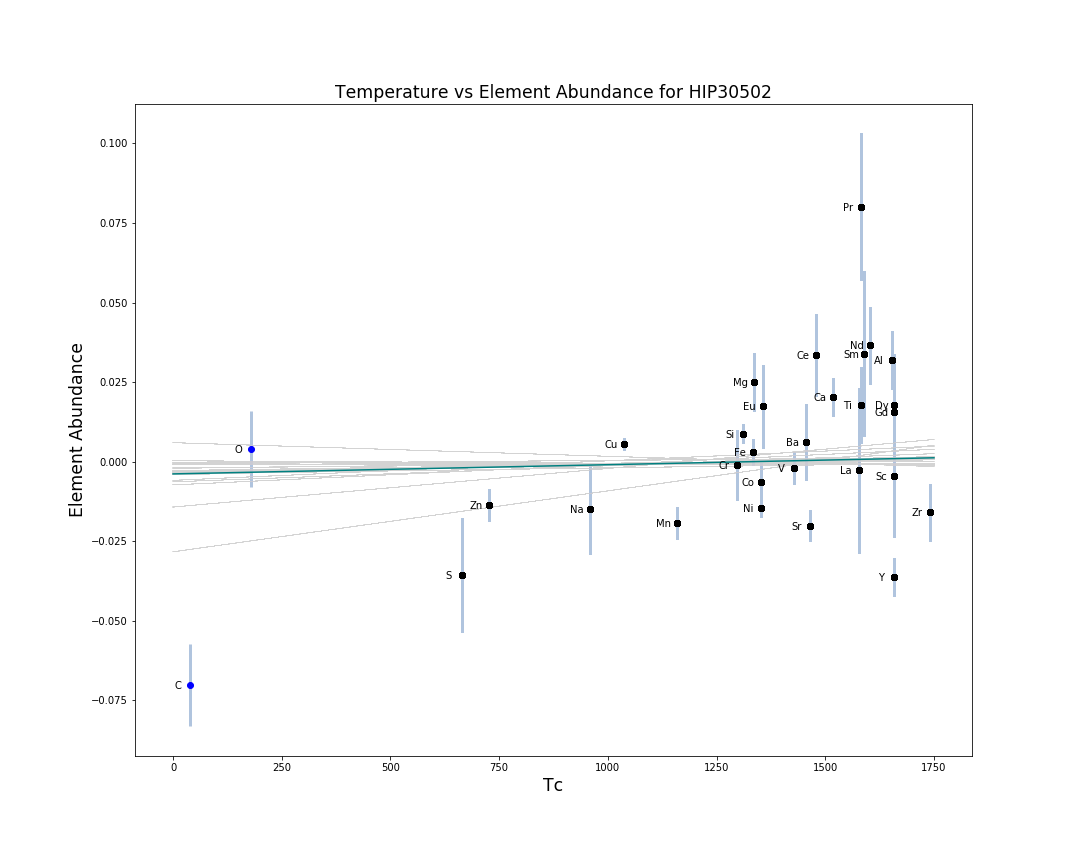 Temperature vs Element Abundance for HIP30502
0.100
0.075
0.050
0.025
0.000
−0.025
−0.050
−0.075
Element Abundance
Pr
Nd
Sm
Ce
Al
Mg
Ca
Eu
Ti
Dy
Gd
Si
Cu
Ba
O
Fe
Cr
V
La
Sc
Co
Zn
Na
Ni
Zr
Mn
Sr
S
Y
C
0
250
500
750
1000
1250
1500
1750
Tc